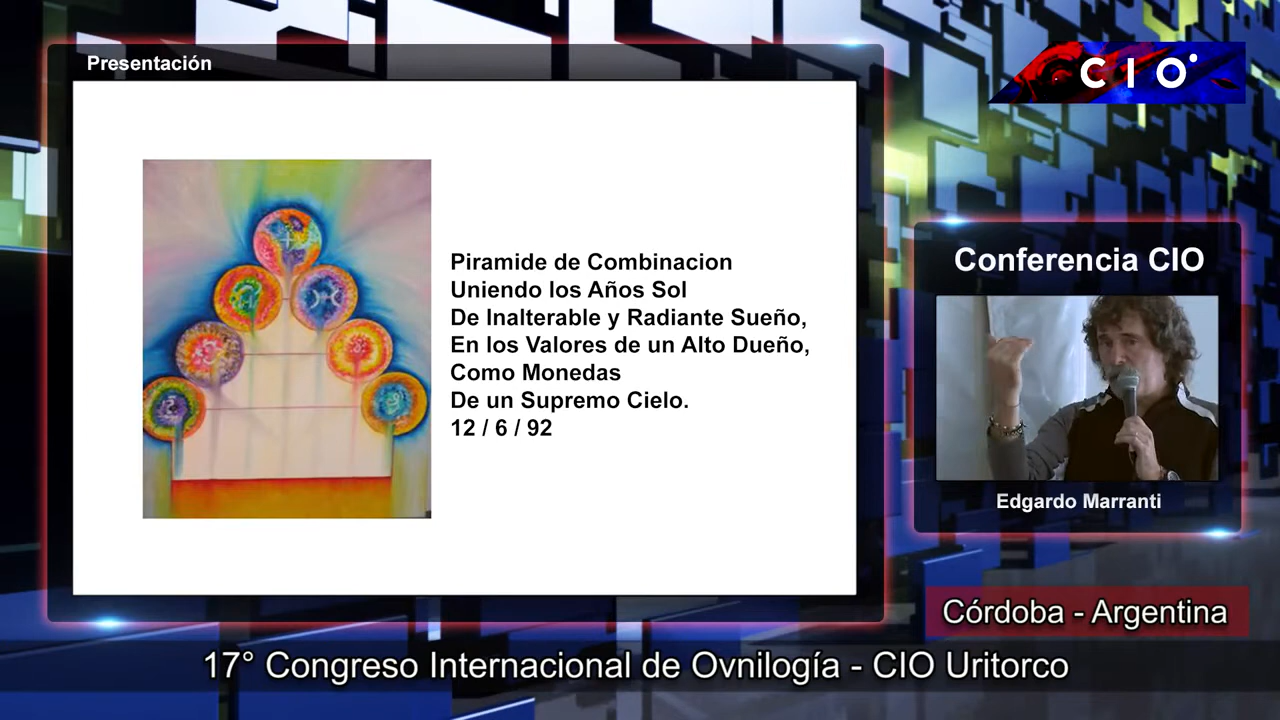 Presentación
CIO
Piramide de Combinacion
Uniendo los Años Sol
De Inalterable y Radiante Sueño,
En los Valores de un Alto Dueño,
Como Monedas
De un Supremo Cielo.
12 / 6 / 92
Conferencia CIO
Edgardo Marranti
Córdoba - Argentina
17° Congreso Internacional de Ovnilogía - CIO Uritorco